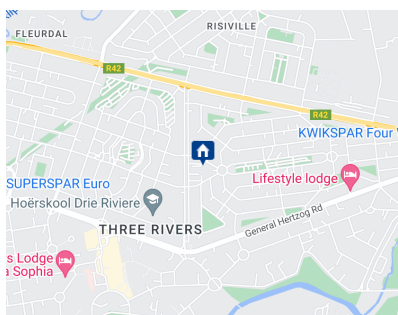 RISIVILLE
FLEURDAL
R42
R42
KWIKSPAR Four
Lifestyle lodge
SUPERSPAR Euro
Hoërskool Drie Riviere
THREE RIVERS
General Hertzog Rd
s Lodge
a Sophia